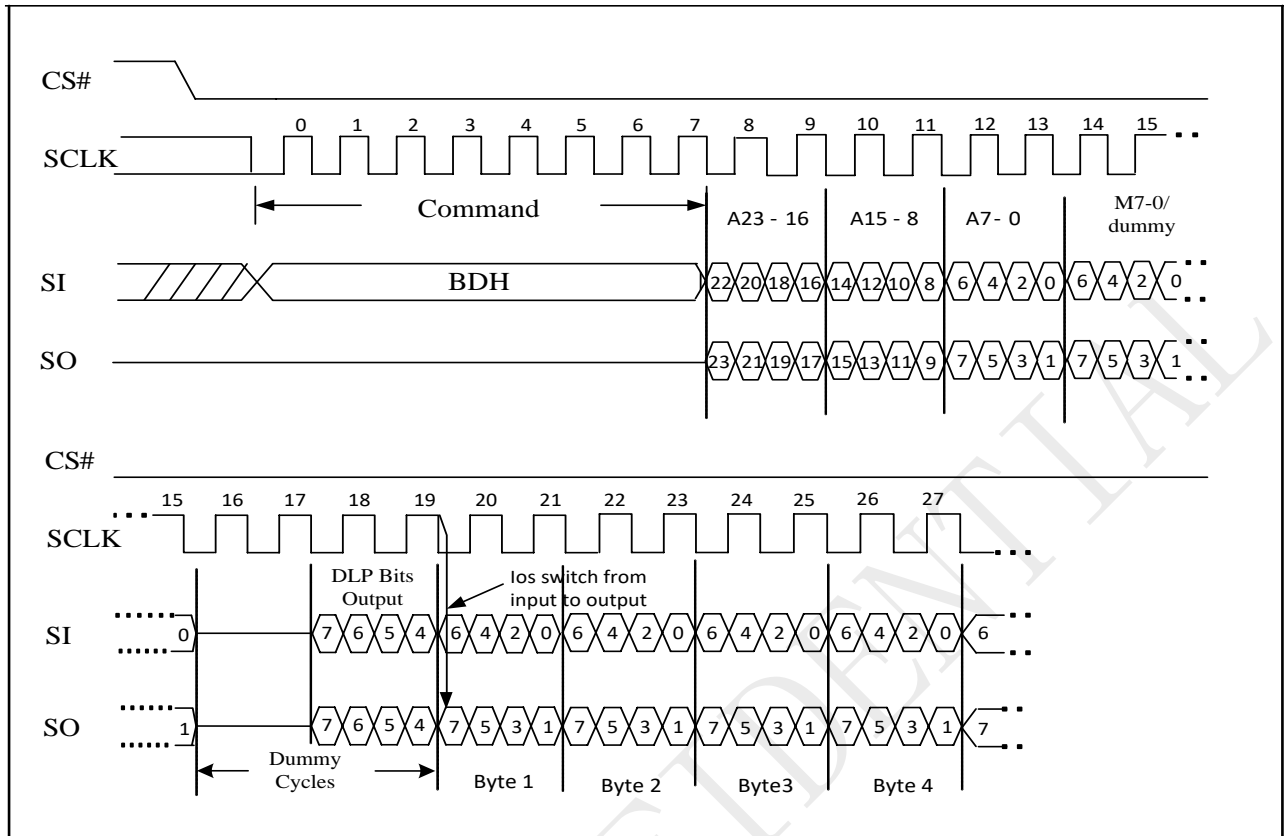 CS#
0 1 2 3 4 5 6 7 8 9 10 11 12 13 14 15
SCLK
Command
A23 - 16
A15 - 8
A7- 0
M7-0/
dummy
SI
BDH
22 20 18 16 14 12 10 8 6 4 2 0 6 4 2 0
SO
23 21 19 17 15 13 11 9 7 5 3 1 7 5 3 1
CS#
15 16 17 18 19 20 21 22 23 24 25 26 27
SCLK
DLP Bits
Output
Ios switch from
input to output
SI
0 7 6 5 4 6 4 2 0 6 4 2 0 6 4 2 0 6 4 2 0 6
SO
1 7 6 5 4 7 5 3 1 7 5 3 1 7 5 3 1 7 5 3 1 7
Dummy
Cycles
Byte 1
Byte 2
Byte3
Byte 4
FIDENTIAL